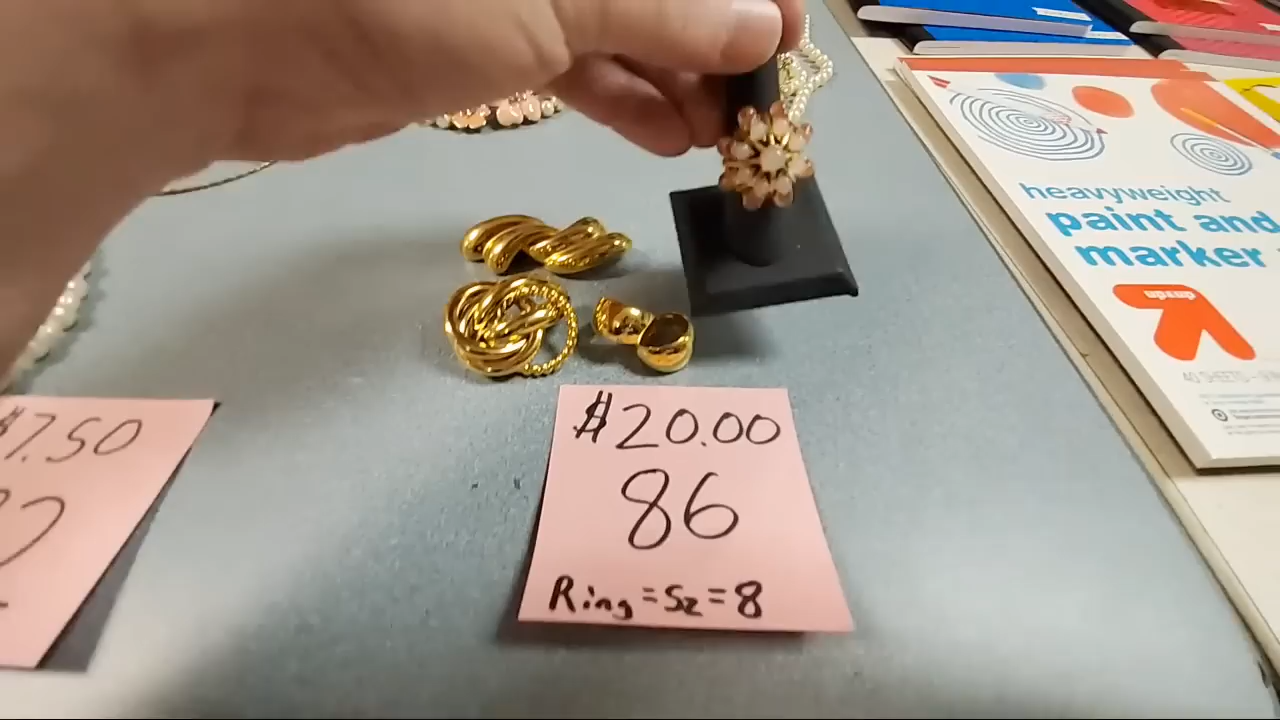 $7.50
$20.00
86
Ring = Sz = 8
heavyweight
paint and
marker
up&up